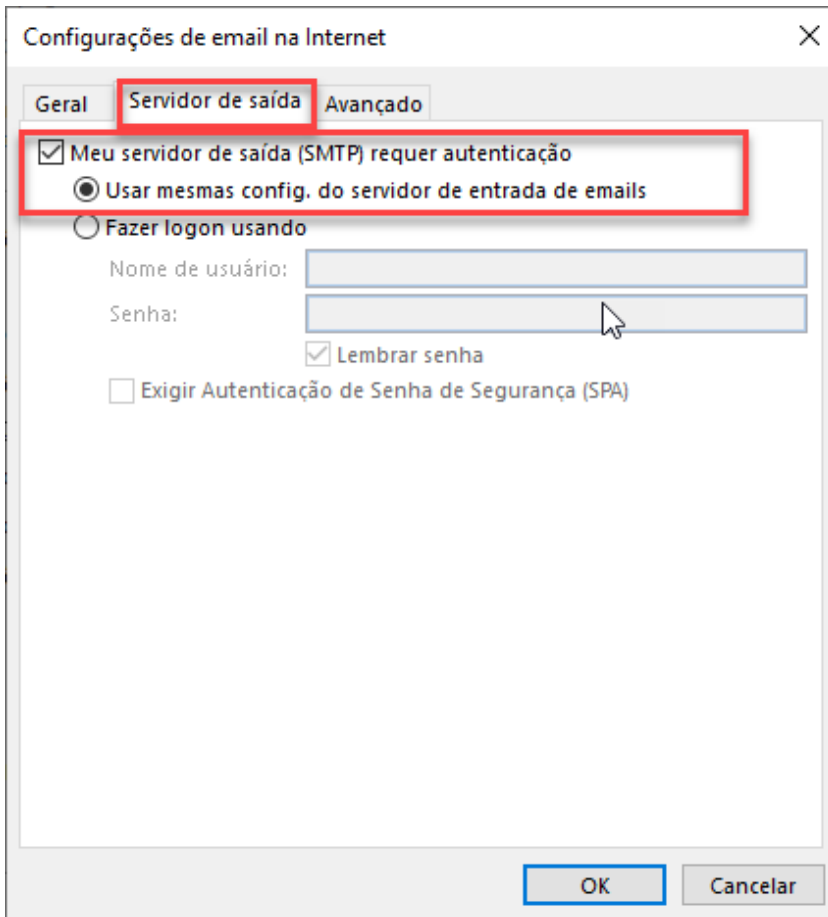 Configurações de email na Internet
Geral Servidor de saída Avançado
Meu servidor de saída (SMTP) requer autenticação
Usar mesmas config. do servidor de entrada de emails
Fazer logon usando
Nome de usuário:
Senha:
Lembrar senha
Exigir Autenticação de Senha de Segurança (SPA)
OK Cancelar